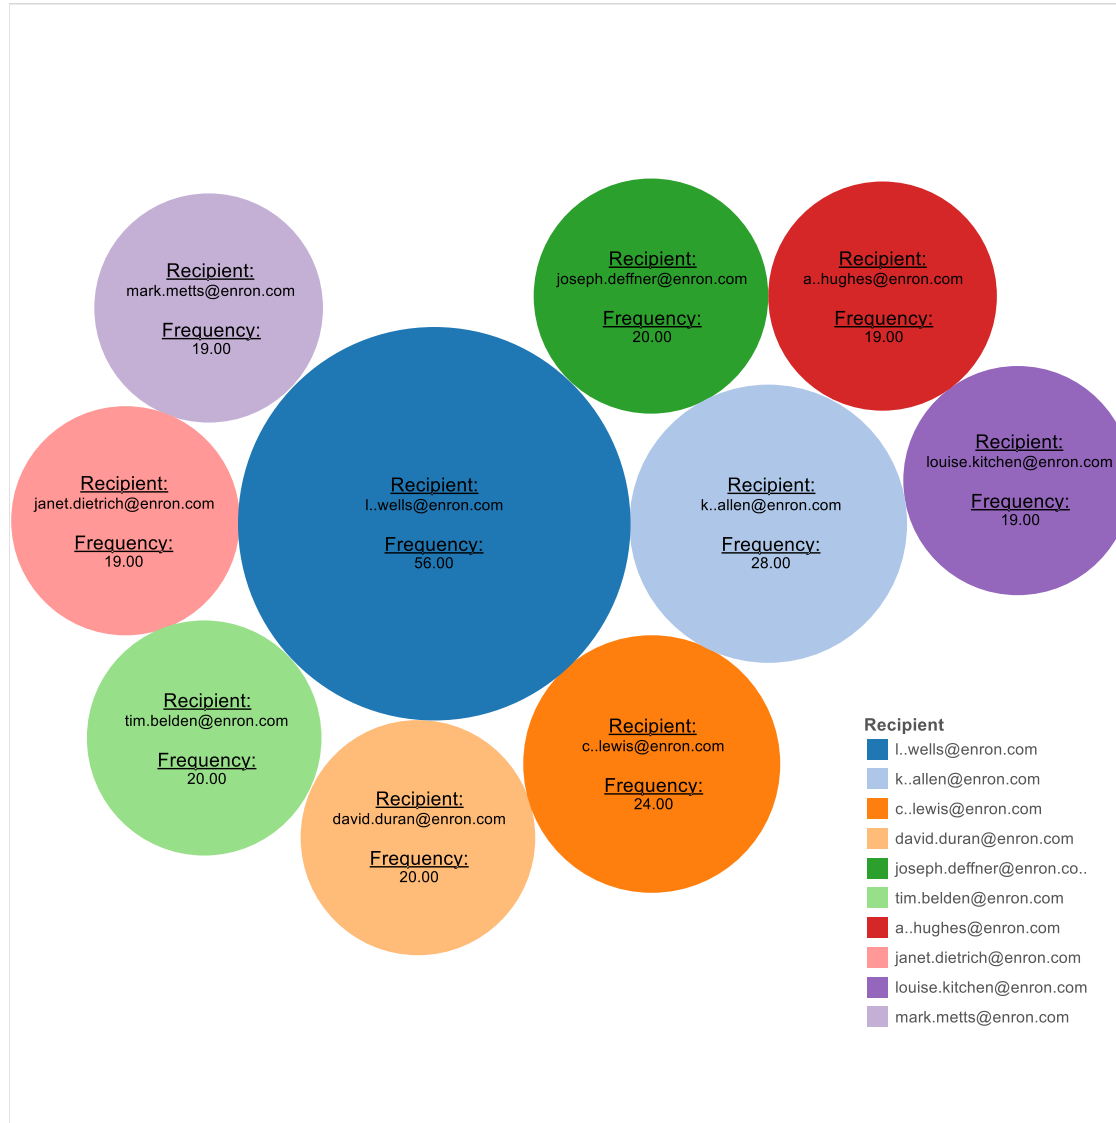 Recipient:
mark.metts@enron.com
Frequency:
19.00
Recipient:
joseph.deffner@enron.com
Frequency:
20.00
Recipient:
a..hughes@enron.com
Frequency:
19.00
Recipient:
janet.dietrich@enron.com
Frequency:
19.00
Recipient:
l..wells@enron.com
Frequency:
56.00
Recipient:
k..allen@enron.com
Frequency:
28.00
Recipient:
louise.kitchen@enron.com
Frequency:
19.00
Recipient:
tim.belden@enron.com
Frequency:
20.00
Recipient:
david.duran@enron.com
Frequency:
20.00
Recipient:
c..lewis@enron.com
Frequency:
24.00
Recipient
l..wells@enron.com
k..allen@enron.com
c..lewis@enron.com
david.duran@enron.com
joseph.deffner@enron.co..
tim.belden@enron.com
a..hughes@enron.com
janet.dietrich@enron.com
louise.kitchen@enron.com
mark.metts@enron.com